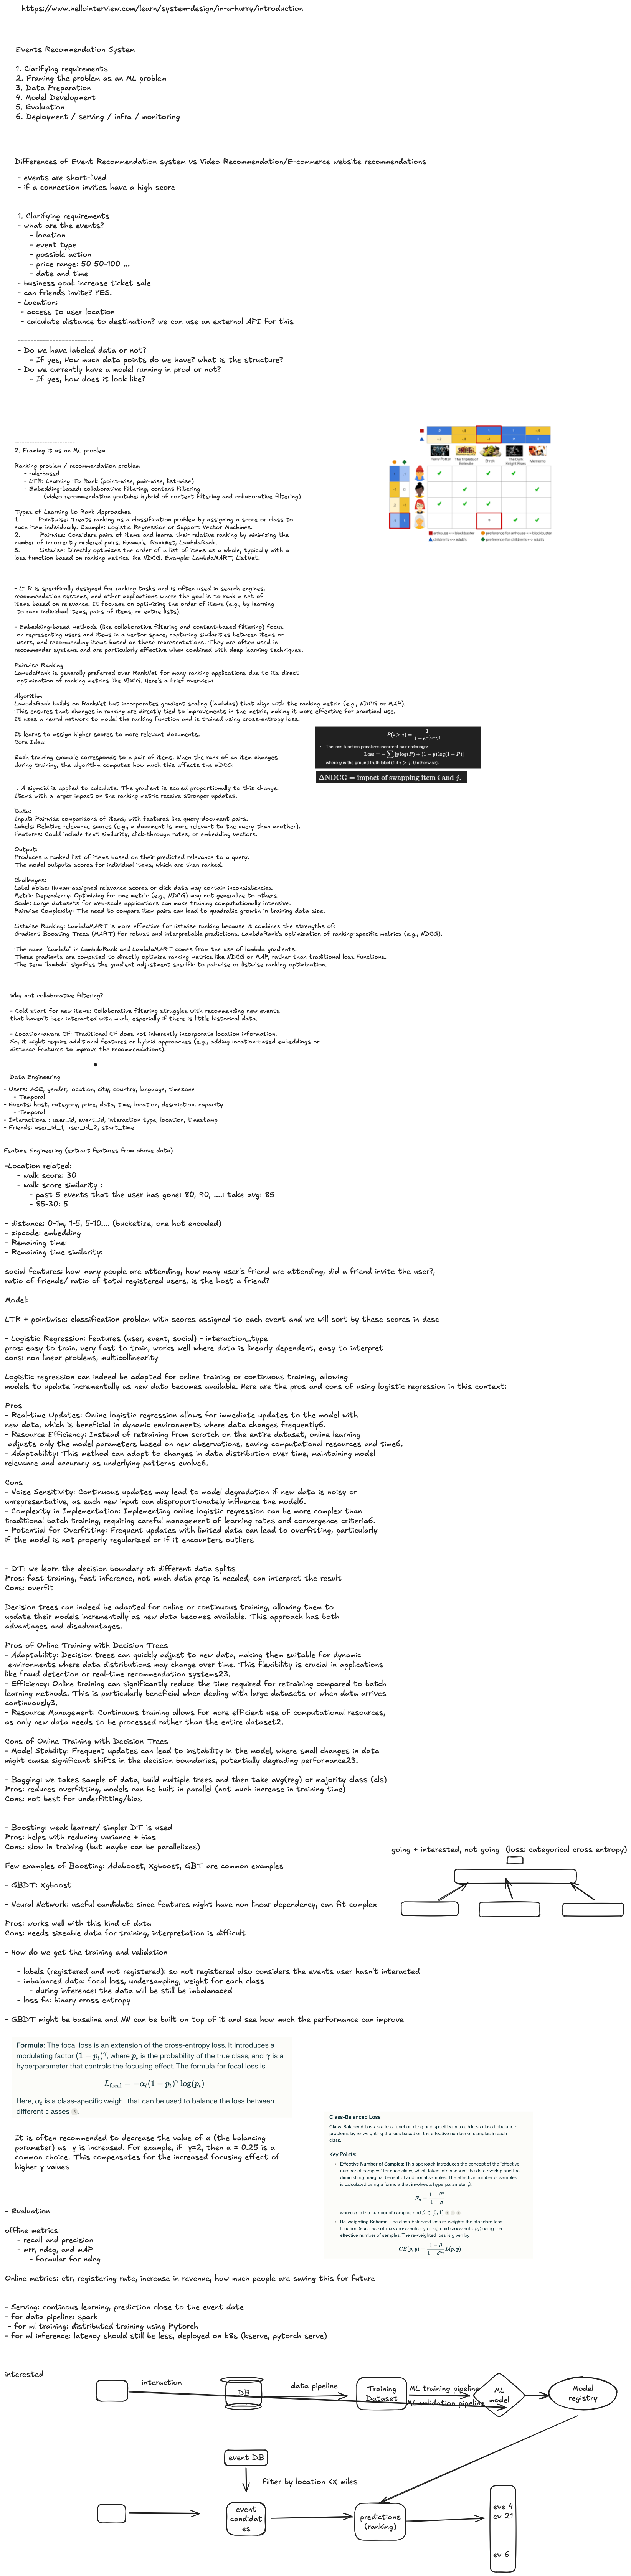 https://www.hellointerview.com/learn/system-design/in-a-hurry/introduction
Events Recommendation System
1. Clarifying requirements
2. Framing the problem as an ML problem
3. Data Preparation
4. Model Development
5. Evaluation
6. Deployment / serving / infra / monitoring
Differences of Event Recommendation system vs Video Recommendation/E-commerce website recommendations
- events are short-lived
- if a connection invites have a high score
1. Clarifying requirements
- what are the events?
- location
- event type
- possible action
- price range: 50 50-100 ...
- date and time
- business goal: increase ticket sale
- can friends invite? YES.
- Location:
- access to user location
- calculate distance to destination? we can use an external API for this
------------------------
- Do we have labeled data or not?
- If yes, How much data points do we have? what is the structure?
- Do we currently have a model running in prod or not?
- If yes, how does it look like?
------------------------
2. Framing it as an ML problem
Ranking problem / recommendation problem
- rule-based
- LTR: Learning To Rank (point-wise, pair-wise, list-wise)
- Embedding-based: collaborative filtering, content filtering
(video recommendation youtube: Hybrid of content filtering and collaborative filtering)
Types of Learning to Rank Approaches
1. Pointwise: Treats ranking as a classification problem by assigning a score or class to
each item individually. Example: Logistic Regression or Support Vector Machines.
2. Pairwise: Considers pairs of items and learns their relative ranking by minimizing the
number of incorrectly ordered pairs. Example: RankNet, LambdaRank.
3. Listwise: Directly optimizes the order of a list of items as a whole, typically with a
loss function based on ranking metrics like NDCG. Example: LambdaMART, ListNet.
Harry Potter
The Triplets of Belleville
Shrek
The Dark Knight Rises
Memento
?
arthouse <-> blockbuster
preference for arthouse <-> blockbuster
children's <-> adult's
preference for children's <-> adult's
- LTR is specifically designed for ranking tasks and is often used in search engines,
recommendation systems, and other applications where the goal is to rank a set of
items based on relevance. It focuses on optimizing the order of items (e.g., by learning
to rank individual items, pairs of items, or entire lists).
- Embedding-based methods (like collaborative filtering and content-based filtering) focus
on representing users and items in a vector space, capturing similarities between items or
users, and recommending items based on these representations. They are often used in
recommender systems and are particularly effective when combined with deep learning techniques.
Pairwise Ranking
LambdaRank is generally preferred over RankNet for many ranking applications due to its direct
optimization of ranking metrics like NDCG. Here's a brief overview:
Algorithm:
LambdaRank builds on RankNet but incorporates gradient scaling (lambdas) that align with the ranking metric (e.g., NDCG or MAP).
This ensures that changes in ranking are directly tied to improvements in the metric, making it more effective for practical use.
It uses a neural network to model the ranking function and is trained using cross-entropy loss.
It learns to assign higher scores to more relevant documents.
Core Idea:
Each training example corresponds to a pair of items. When the rank of an item changes
during training, the algorithm computes how much this affects the NDCG:
P(i > j) = 1 / (1 + e^-(s_i - s_j))
• The loss function penalizes incorrect pair orderings:
Loss = − ∑ [y log(P) + (1 − y) log(1 − P)]
where y is the ground truth label (1 if i > j, 0 otherwise).
ΔNDCG = impact of swapping item i and j.
. A sigmoid is applied to calculate. The gradient is scaled proportionally to this change.
Items with a larger impact on the ranking metric receive stronger updates.
Data:
Input: Pairwise comparisons of items, with features like query-document pairs.
Labels: Relative relevance scores (e.g., a document is more relevant to the query than another).
Features: Could include text similarity, click-through rates, or embedding vectors.
Output:
Produces a ranked list of items based on their predicted relevance to a query.
The model outputs scores for individual items, which are then ranked.
Challenges:
Label Noise: Human-assigned relevance scores or click data may contain inconsistencies.
Metric Dependency: Optimizing for one metric (e.g., NDCG) may not generalize to others.
Scale: Large datasets for web-scale applications can make training computationally intensive.
Pairwise Complexity: The need to compare item pairs can lead to quadratic growth in training data size.
Listwise Ranking: LambdaMART is more effective for listwise ranking because it combines the strengths of:
Gradient Boosting Trees (MART) for robust and interpretable predictions. LambdaRank's optimization of ranking-specific metrics (e.g., NDCG).
The name "Lambda" in LambdaRank and LambdaMART comes from the use of lambda gradients.
These gradients are computed to directly optimize ranking metrics like NDCG or MAP, rather than traditional loss functions.
The term "lambda" signifies the gradient adjustment specific to pairwise or listwise ranking optimization.
Why not collaborative filtering?
- Cold start for new items: Collaborative filtering struggles with recommending new events
that haven't been interacted with much, especially if there is little historical data.
- Location-aware CF: Traditional CF does not inherently incorporate location information.
So, it might require additional features or hybrid approaches (e.g., adding location-based embeddings or
distance features to improve the recommendations).
Data Engineering
- Users: AGE, gender, location, city, country, language, timezone
- Temporal
- Events: host, category, price, data, time, location, description, capacity
- Temporal
- Interactions : user_id, event_id, interaction type, location, timestamp
- Friends: user_id_1, user_id_2, start_time
Feature Engineering (extract features from above data)
-Location related:
- walk score: 30
- walk score similarity :
- past 5 events that the user has gone: 80, 90, ....: take avg: 85
- 85-30: 5
- distance: 0-1m, 1-5, 5-10.... (bucketize, one hot encoded)
- zipcode: embedding
- Remaining time:
- Remaining time similarity:
social features: how many people are attending, how many user's friend are attending, did a friend invite the user?,
ratio of friends/ ratio of total registered users, is the host a friend?
Model:
LTR + pointwise: classification problem with scores assigned to each event and we will sort by these scores in desc
- Logistic Regression: features (user, event, social) - interaction_type
pros: easy to train, very fast to train, works well where data is linearly dependent, easy to interpret
cons: non linear problems, multicollinearity
Logistic regression can indeed be adapted for online training or continuous training, allowing
models to update incrementally as new data becomes available. Here are the pros and cons of using logistic regression in this context:
Pros
- Real-time Updates: Online logistic regression allows for immediate updates to the model with
new data, which is beneficial in dynamic environments where data changes frequently6.
- Resource Efficiency: Instead of retraining from scratch on the entire dataset, online learning
adjusts only the model parameters based on new observations, saving computational resources and time6.
- Adaptability: This method can adapt to changes in data distribution over time, maintaining model
relevance and accuracy as underlying patterns evolve6.
Cons
- Noise Sensitivity: Continuous updates may lead to model degradation if new data is noisy or
unrepresentative, as each new input can disproportionately influence the model6.
- Complexity in Implementation: Implementing online logistic regression can be more complex than
traditional batch training, requiring careful management of learning rates and convergence criteria6.
- Potential for Overfitting: Frequent updates with limited data can lead to overfitting, particularly
if the model is not properly regularized or if it encounters outliers
- DT: we learn the decision boundary at different data splits
Pros: fast training, fast inference, not much data prep is needed, can interpret the result
Cons: overfit
Decision trees can indeed be adapted for online or continuous training, allowing them to
update their models incrementally as new data becomes available. This approach has both
advantages and disadvantages.
Pros of Online Training with Decision Trees
- Adaptability: Decision trees can quickly adjust to new data, making them suitable for dynamic
environments where data distributions may change over time. This flexibility is crucial in applications
like fraud detection or real-time recommendation systems23.
- Efficiency: Online training can significantly reduce the time required for retraining compared to batch
learning methods. This is particularly beneficial when dealing with large datasets or when data arrives
continuously3.
- Resource Management: Continuous training allows for more efficient use of computational resources,
as only new data needs to be processed rather than the entire dataset2.
Cons of Online Training with Decision Trees
- Model Stability: Frequent updates can lead to instability in the model, where small changes in data
might cause significant shifts in the decision boundaries, potentially degrading performance23.
- Bagging: we takes sample of data, build multiple trees and then take avg(reg) or majority class (cls)
Pros: reduces overfitting, models can be built in parallel (not much increase in training time)
Cons: not best for underfitting/bias
- Boosting: weak learner/ simpler DT is used
Pros: helps with reducing variance + bias
Cons: slow in training (but maybe can be parallelizes)
Few examples of Boosting: Adaboost, Xgboost, GBT are common examples
- GBDT: Xgboost
- Neural Network: useful candidate since features might have non linear dependency, can fit complex
Pros: works well with this kind of data
Cons: needs sizeable data for training, interpretation is difficult
going + interested, not going (loss: categorical cross entropy)
- How do we get the training and validation
- labels (registered and not registered): so not registered also considers the events user hasn't interacted
- imbalanced data: focal loss, undersampling, weight for each class
- during inference: the data will be still be imbalanaced
- loss fn: binary cross entropy
- GBDT might be baseline and NN can be built on top of it and see how much the performance can improve
Formula: The focal loss is an extension of the cross-entropy loss. It introduces a
modulating factor (1 − p_t)^γ, where p_t is the probability of the true class, and γ is a
hyperparameter that controls the focusing effect. The formula for focal loss is:
L_focal = −α_t(1 − p_t)^γ log(p_t)
Here, α_t is a class-specific weight that can be used to balance the loss between
different classes
It is often recommended to decrease the value of α (the balancing
parameter) as γ is increased. For example, if γ=2, then α = 0.25 is a
common choice. This compensates for the increased focusing effect of
higher γ values
Class-Balanced Loss
Class-Balanced Loss is a loss function designed specifically to address class imbalance
problems by re-weighting the loss based on the effective number of samples in each
class.
Key Points:
• Effective Number of Samples: This approach introduces the concept of the "effective
number of samples" for each class, which takes into account the data overlap and the
diminishing marginal benefit of additional samples. The effective number of samples
is calculated using a formula that involves a hyperparameter β:
E_n = (1 − β^n) / (1 − β)
where n is the number of samples and β ∈ [0, 1)
• Re-weighting Scheme: The class-balanced loss re-weights the standard loss
function (such as softmax cross-entropy or sigmoid cross-entropy) using the
effective number of samples. The re-weighted loss is given by:
CB(p, y) = (1 − β) / (1 − β^n_y) L(p, y)
- Evaluation
offline metrics:
- recall and precision
- mrr, ndcg, and mAP
- formular for ndcg
Online metrics: ctr, registering rate, increase in revenue, how much people are saving this for future
- Serving: continous learning, prediction close to the event date
- for data pipeline: spark
- for ml training: distributed training using Pytorch
- for ml inference: latency should still be less, deployed on k8s (kserve, pytorch serve)
interested
interaction
DB
data pipeline
Training
Dataset
ML training pipeline
ML validation pipeline
ML
model
Model
registry
event DB
filter by location <X miles
event
candidat
es
predictions
(ranking)
eve 4
ev 21
ev 6